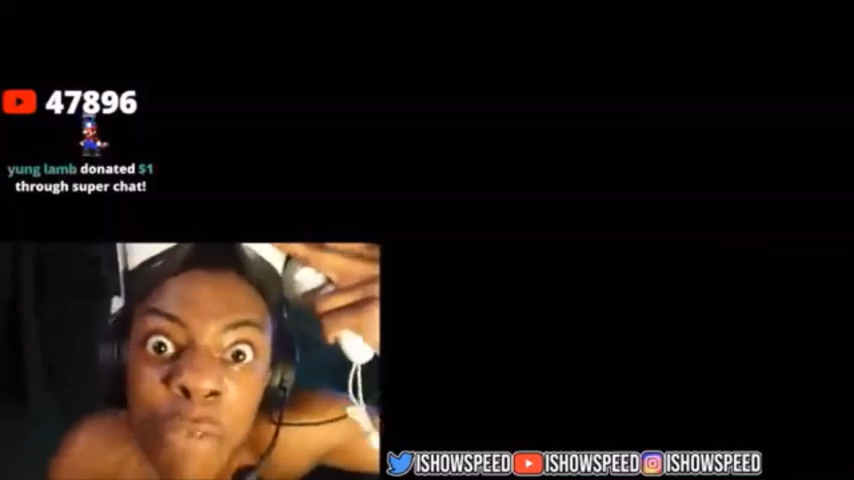 47896
yung lamb donated $1
through super chat!
ISHOWSPEED ISHOWSPEED ISHOWSPEED